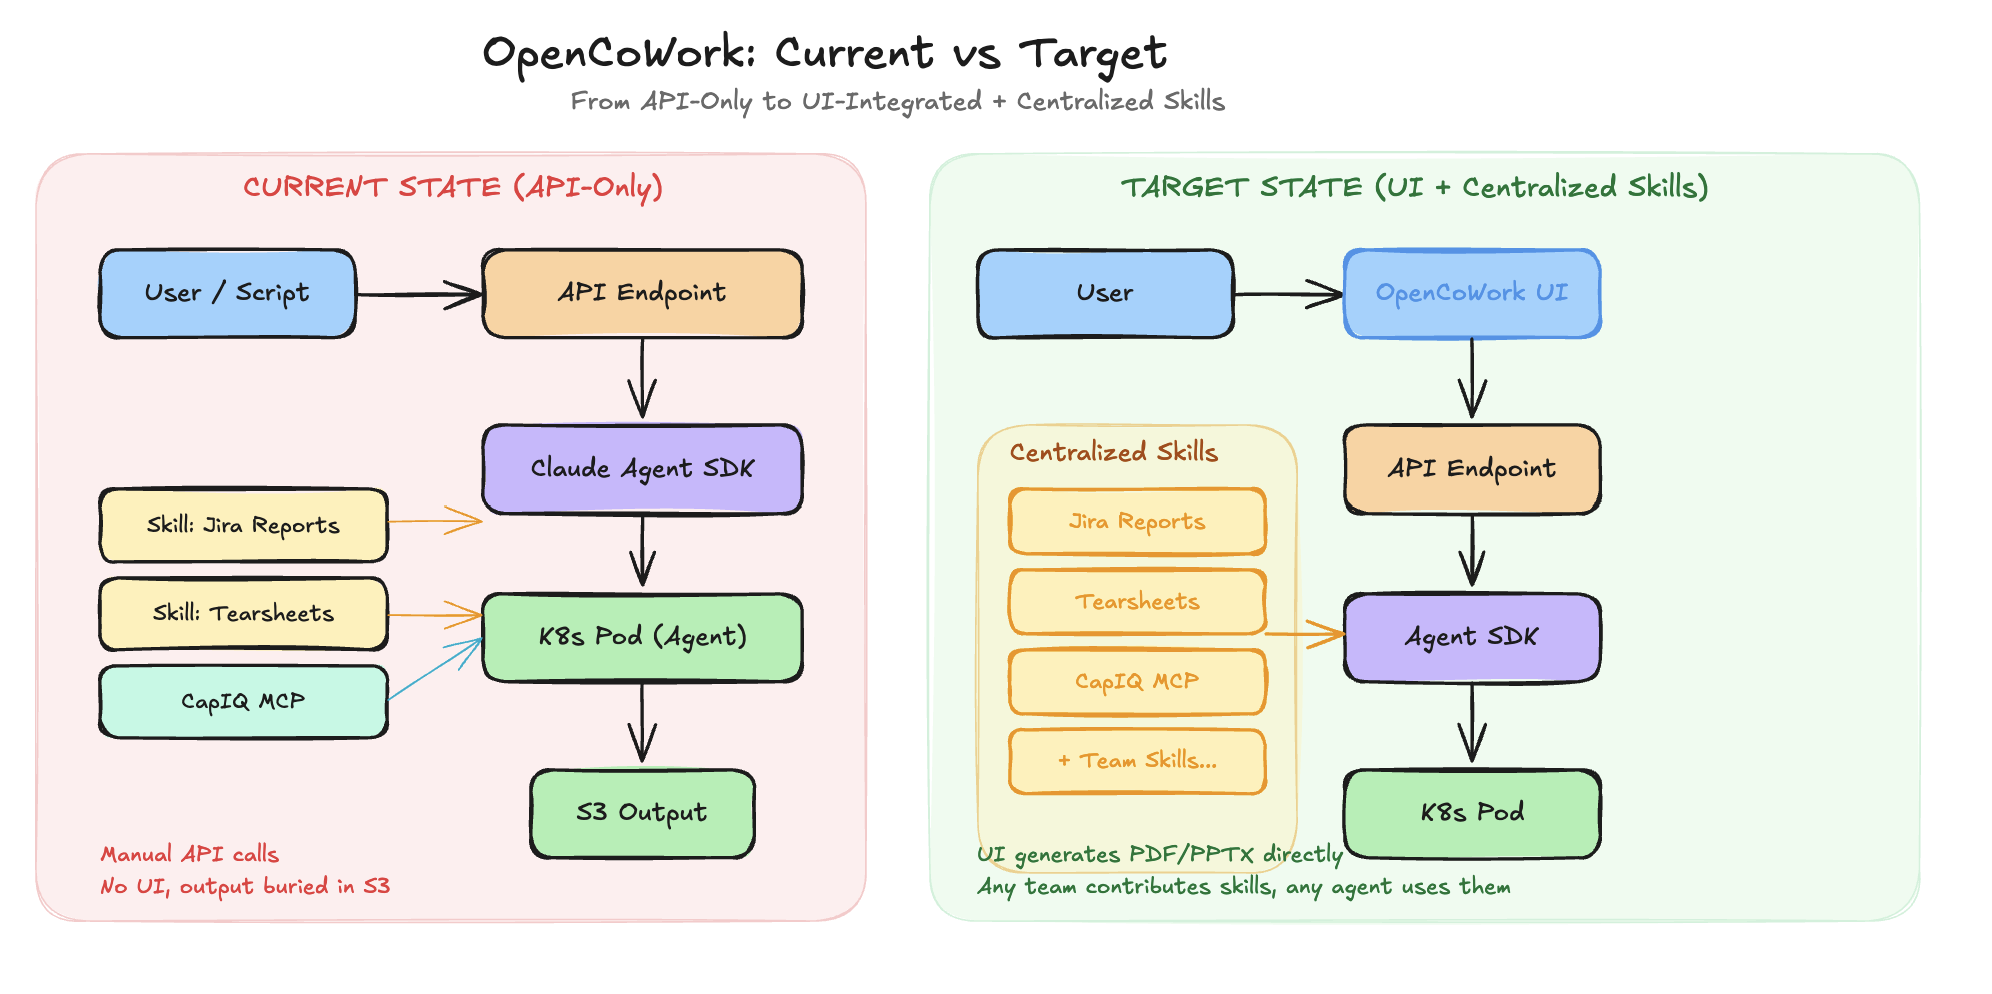 OpenCoWork: Current vs Target
From API-Only to UI-Integrated + Centralized Skills
CURRENT STATE (API-Only)
User / Script
API Endpoint
Claude Agent SDK
Skill: Jira Reports
Skill: Tearsheets
K8s Pod (Agent)
CapIQ MCP
S3 Output
Manual API calls
No UI, output buried in S3
TARGET STATE (UI + Centralized Skills)
User
OpenCoWork UI
API Endpoint
Centralized Skills
Jira Reports
Tearsheets
CapIQ MCP
+ Team Skills...
Agent SDK
K8s Pod
UI generates PDF/PPTX directly
Any team contributes skills, any agent uses them